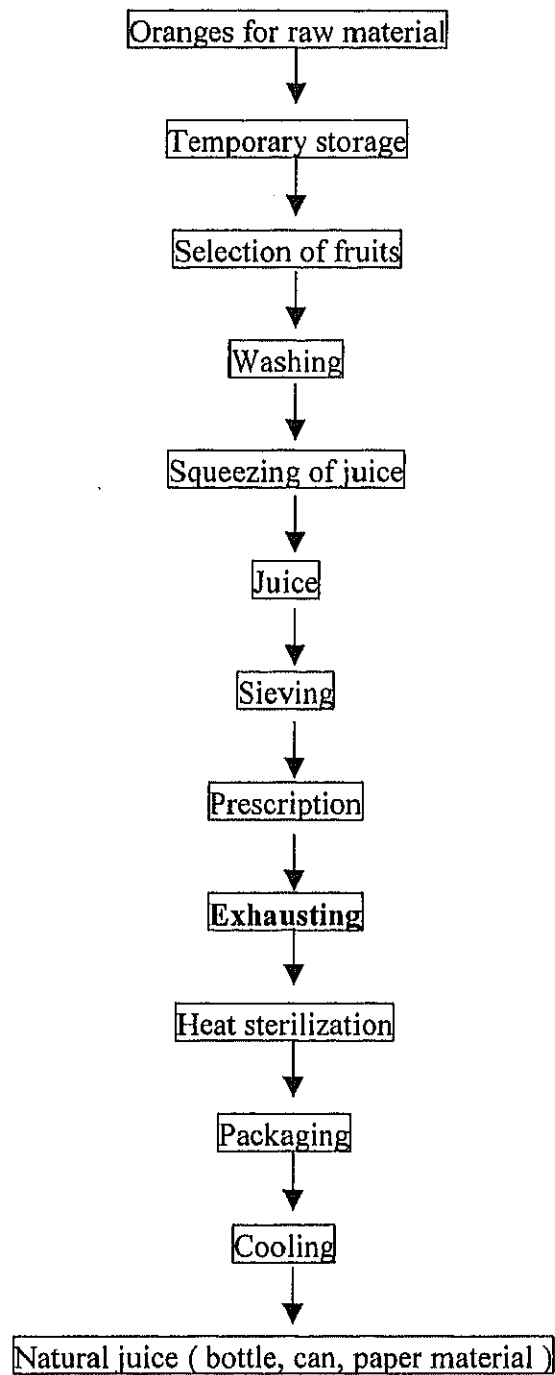 Oranges for raw material
Temporary storage
Selection of fruits
Washing
Squeezing of juice
Juice
Sieving
Prescription
Exhausting
Heat sterilization
Packaging
Cooling
Natural juice ( bottle, can, paper material )